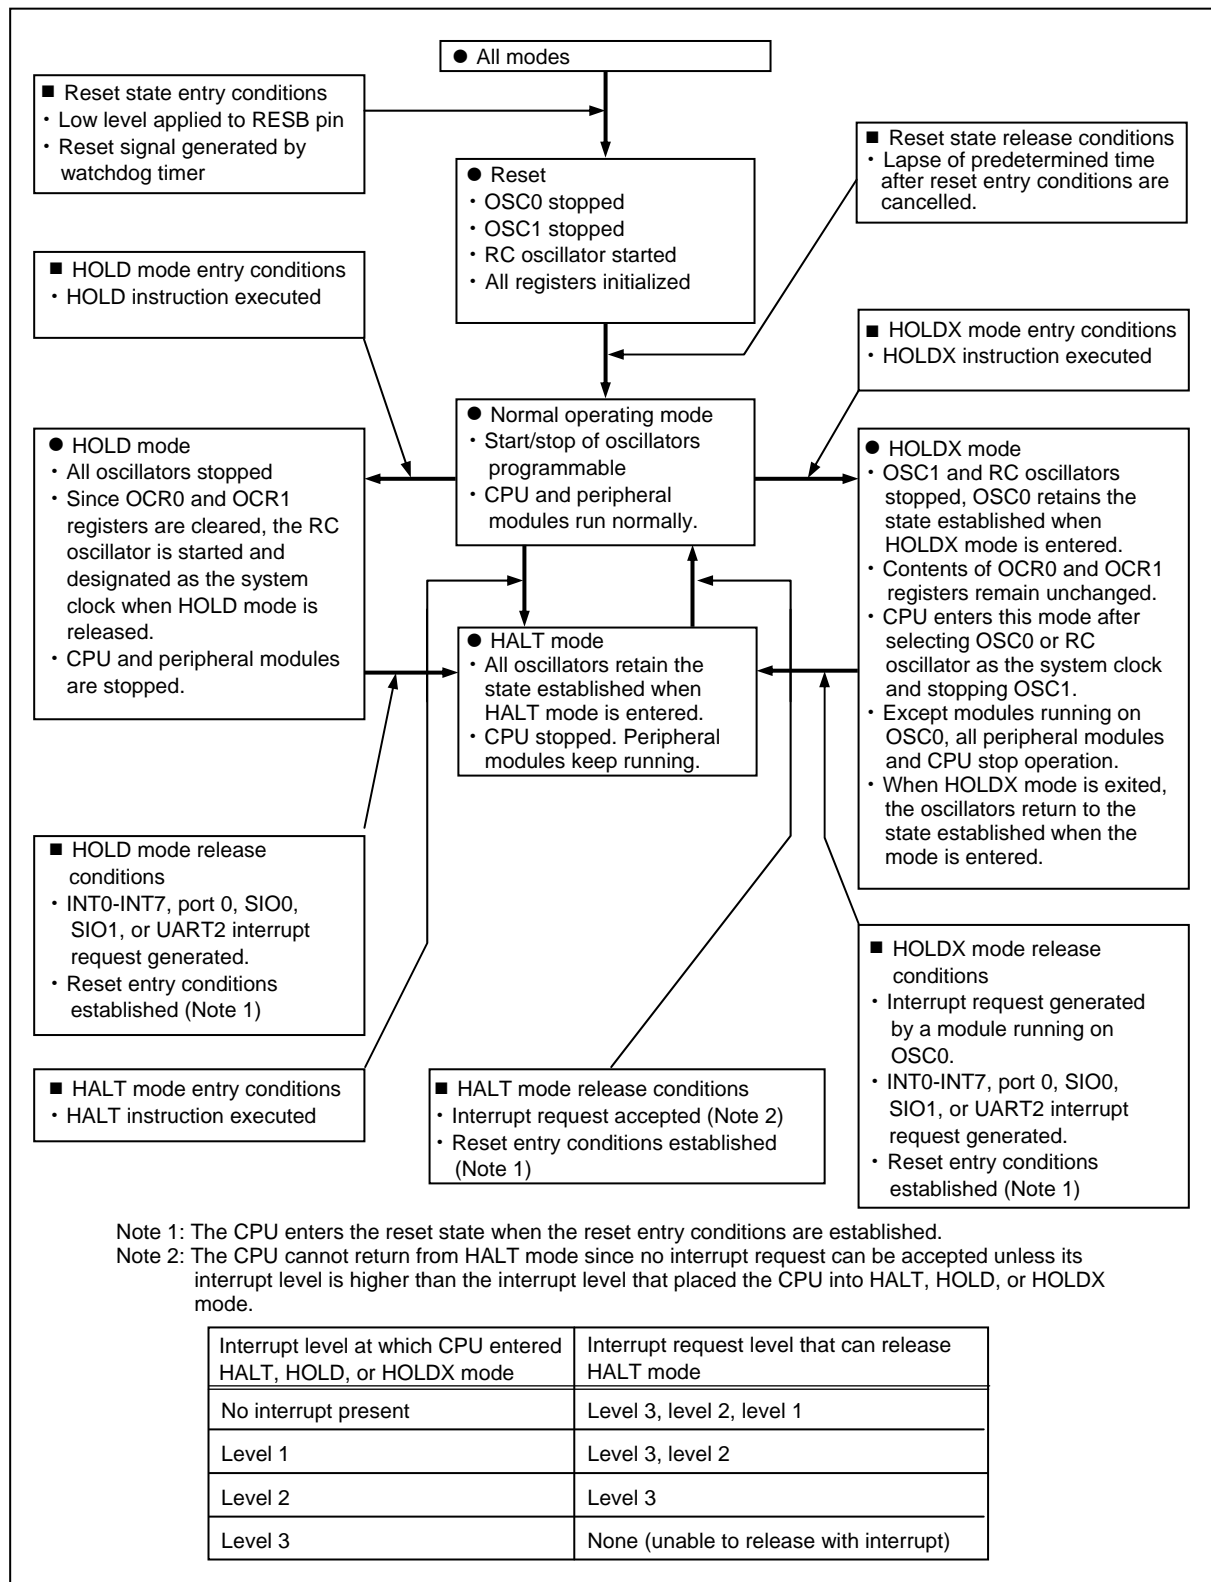 ● All modes
■ Reset state entry conditions
・Low level applied to RESB pin
・Reset signal generated by
watchdog timer
■ Reset state release conditions
・Lapse of predetermined time
after reset entry conditions are
cancelled.
● Reset
・OSC0 stopped
・OSC1 stopped
・RC oscillator started
・All registers initialized
■ HOLD mode entry conditions
・HOLD instruction executed
■ HOLDX mode entry conditions
・HOLDX instruction executed
● Normal operating mode
・Start/stop of oscillators
programmable
・CPU and peripheral
modules run normally.
● HOLD mode
・All oscillators stopped
・Since OCR0 and OCR1
registers are cleared, the RC
oscillator is started and
designated as the system
clock when HOLD mode is
released.
・CPU and peripheral modules
are stopped.
● HOLDX mode
・OSC1 and RC oscillators
stopped, OSC0 retains the
state established when
HOLDX mode is entered.
・Contents of OCR0 and OCR1
registers remain unchanged.
・CPU enters this mode after
selecting OSC0 or RC
oscillator as the system clock
and stopping OSC1.
・Except modules running on
OSC0, all peripheral modules
and CPU stop operation.
・When HOLDX mode is exited,
the oscillators return to the
state established when the
mode is entered.
● HALT mode
・All oscillators retain the
state established when
HALT mode is entered.
・CPU stopped. Peripheral
modules keep running.
■ HOLD mode release
conditions
・INT0-INT7, port 0, SIO0,
SIO1, or UART2 interrupt
request generated.
・Reset entry conditions
established (Note 1)
■ HOLDX mode release
conditions
・Interrupt request generated
by a module running on
OSC0.
・INT0-INT7, port 0, SIO0,
SIO1, or UART2 interrupt
request generated.
・Reset entry conditions
established (Note 1)
■ HALT mode entry conditions
・HALT instruction executed
■ HALT mode release conditions
・Interrupt request accepted (Note 2)
・Reset entry conditions established
(Note 1)
Note 1: The CPU enters the reset state when the reset entry conditions are established.
Note 2: The CPU cannot return from HALT mode since no interrupt request can be accepted unless its
interrupt level is higher than the interrupt level that placed the CPU into HALT, HOLD, or HOLDX
mode.
Interrupt level at which CPU entered
HALT, HOLD, or HOLDX mode
Interrupt request level that can release
HALT mode
No interrupt present
Level 3, level 2, level 1
Level 1
Level 3, level 2
Level 2
Level 3
Level 3
None (unable to release with interrupt)